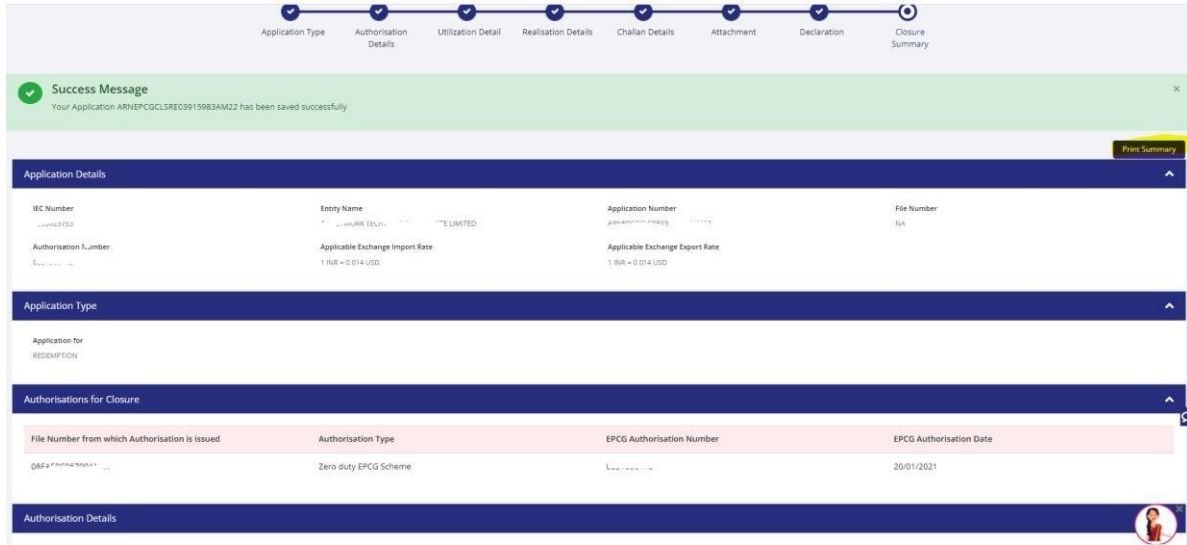 Application Type
Authorisation Details
Utilization Detail
Realisation Details
Challan Details
Attachment
Declaration
Closure Summary
Success Message
Your Application ARNEPCGCLSRE03915983AM22 has been saved successfully
Print Summary
Application Details
IEC Number
Entity Name
Application Number
File Number
LIMITED
NA
Authorisation
Applicable Exchange Import Rate
Applicable Exchange Export Rate
1 INR = 0.014 USD
1 INR = 0.014 USD
Application Type
Application for
REDEMPTION
Authorisations for Closure
File Number from which Authorisation is issued
Authorisation Type
EPCG Authorisation Number
EPCG Authorisation Date
Zero duty EPCG Scheme
20/01/2021
Authorisation Details